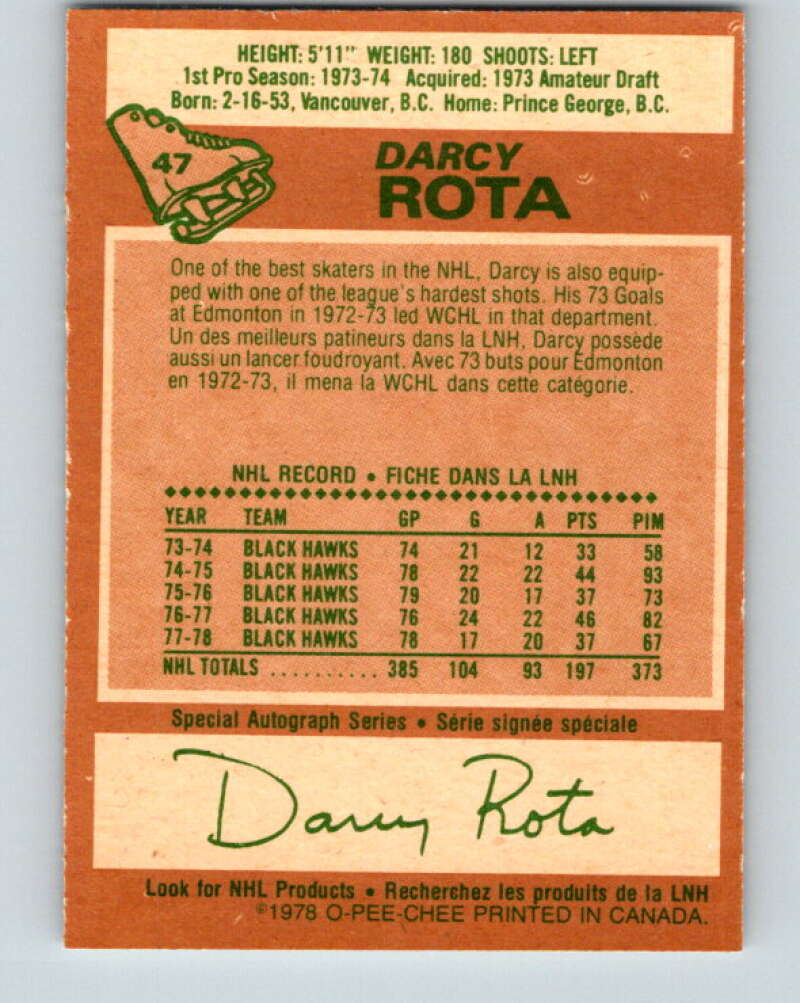 HEIGHT: 5'11" WEIGHT: 180 SHOOTS: LEFT
1st Pro Season: 1973-74 Acquired: 1973 Amateur Draft
Born: 2-16-53, Vancouver, B.C. Home: Prince George, B.C.
47
DARCY
ROTA
One of the best skaters in the NHL, Darcy is also equip-
ped with one of the league's hardest shots. His 73 Goals
at Edmonton in 1972-73 led WCHL in that department.
Un des meilleurs patineurs dans la LNH, Darcy possède
aussi un lancer foudroyant. Avec 73 buts pour Edmonton
en 1972-73, il mena la WCHL dans cette catégorie.
NHL RECORD • FICHE DANS LA LNH
YEAR TEAM GP G A PTS PIM
73-74 BLACK HAWKS 74 21 12 33 58
74-75 BLACK HAWKS 78 22 22 44 93
75-76 BLACK HAWKS 79 20 17 37 73
76-77 BLACK HAWKS 76 24 22 46 82
77-78 BLACK HAWKS 78 17 20 37 67
NHL TOTALS .......... 385 104 93 197 373
Special Autograph Series • Série signée spéciale
Darcy Rota
Look for NHL Products • Recherchez les produits de la LNH
©1978 O-PEE-CHEE PRINTED IN CANADA.